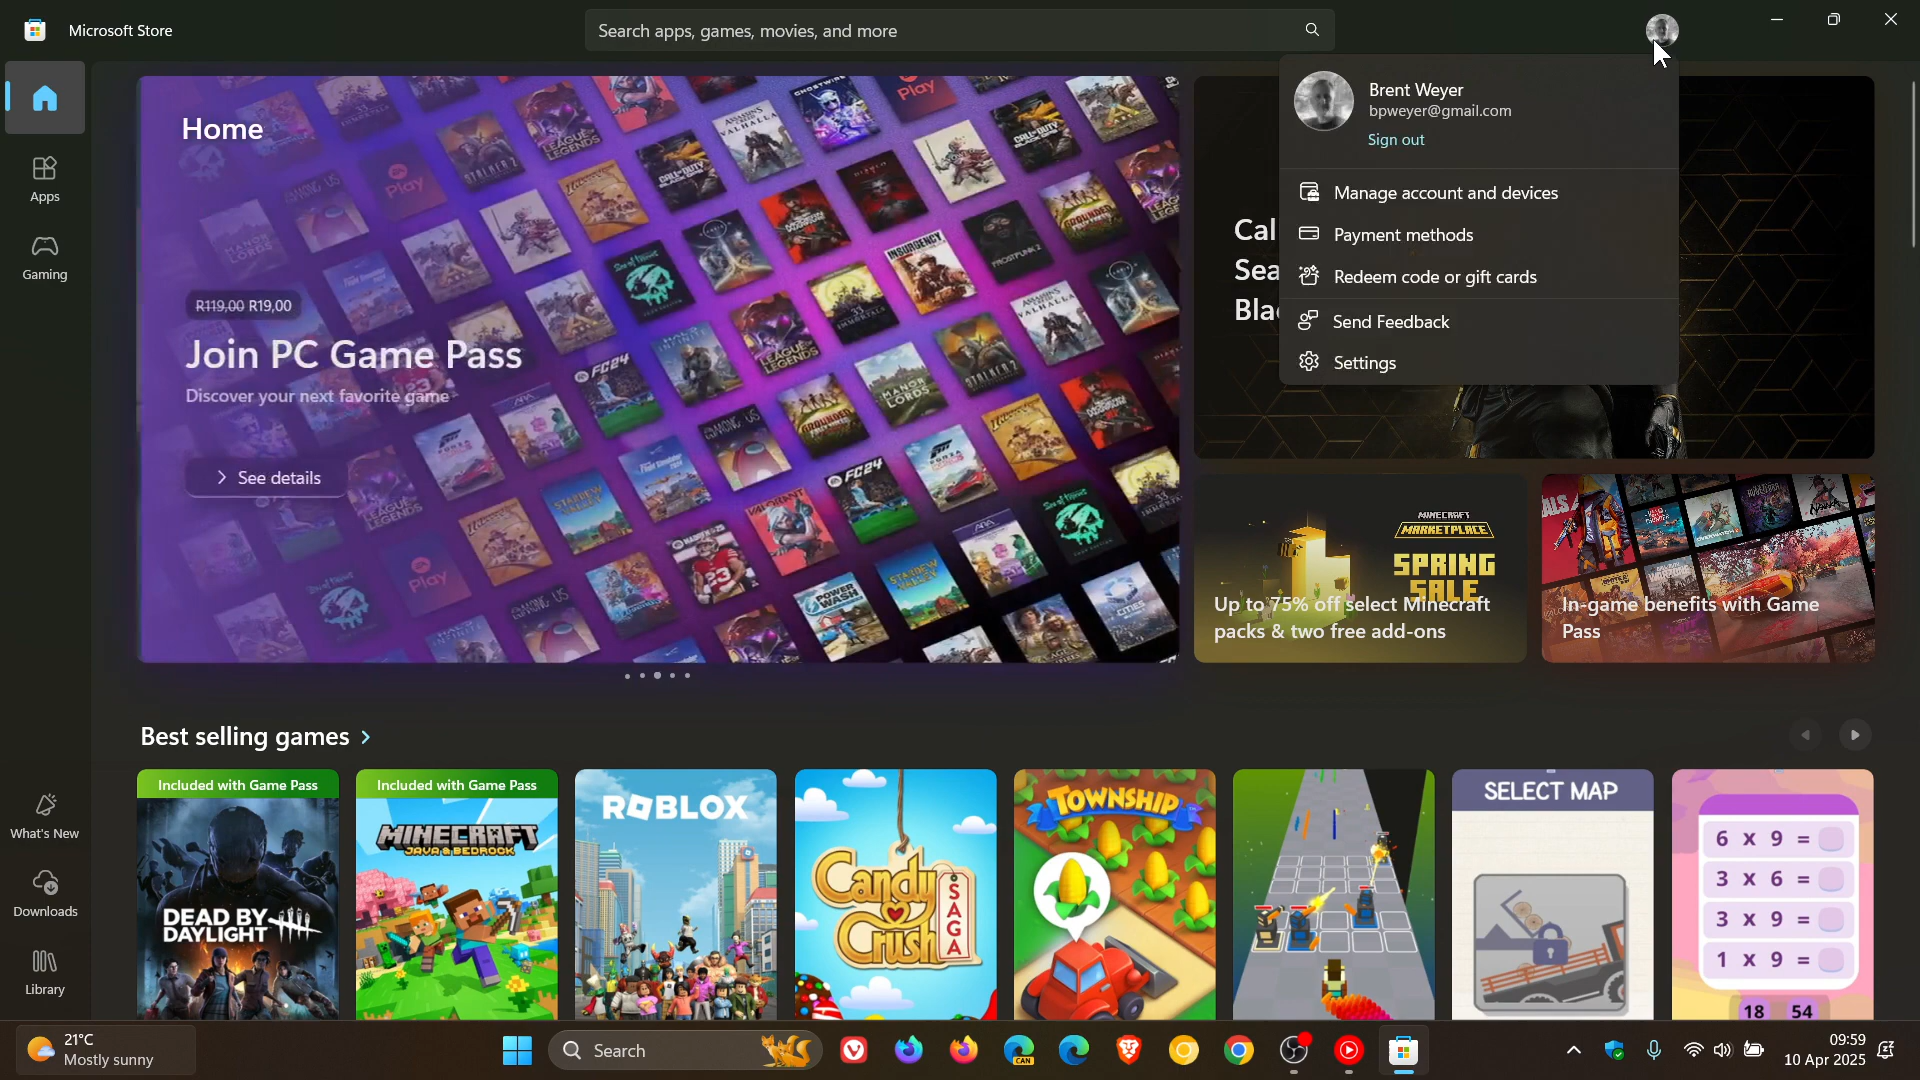 Microsoft Store
Search apps, games, movies, and more
Home
Apps
Gaming
What's New
Downloads
Library
R119,00 R19,00
Join PC Game Pass
Discover your next favorite game
See details
Brent Weyer
bpweyer@gmail.com
Sign out
Manage account and devices
Payment methods
Redeem code or gift cards
Send Feedback
Settings
Cal
Sea
Blac
MINECRAFT
MARKETPLACE
SPRING
SALE
Up to 75% off select Minecraft
packs & two free add-ons
In-game benefits with Game
Pass
Best selling games
Included with Game Pass
DEAD BY
DAYLIGHT
Included with Game Pass
MINECRAFT
JAVA & BEDROCK
ROBLOX
Candy
Crush
SAGA
TOWNSHIP
SELECT MAP
6 x 9 =
3 x 6 =
3 x 9 =
1 x 9 =
18 54
21°C
Mostly sunny
Search
CAN
09:59
10 Apr 2025